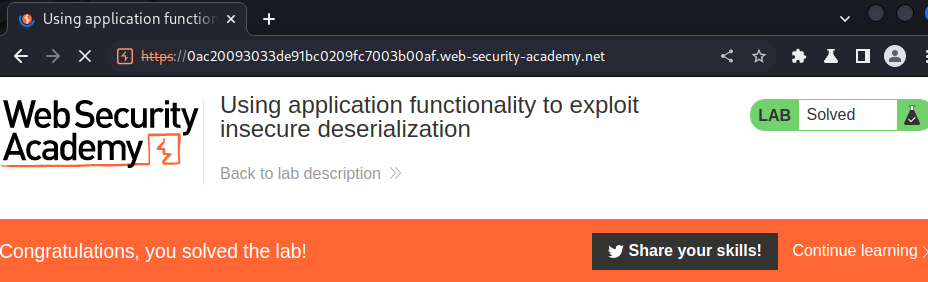 Using application function
https://0ac20093033de91bc0209fc7003b00af.web-security-academy.net
Web Security
Academy
Using application functionality to exploit
insecure deserialization
LAB Solved
Back to lab description
Congratulations, you solved the lab!
Share your skills!
Continue learning